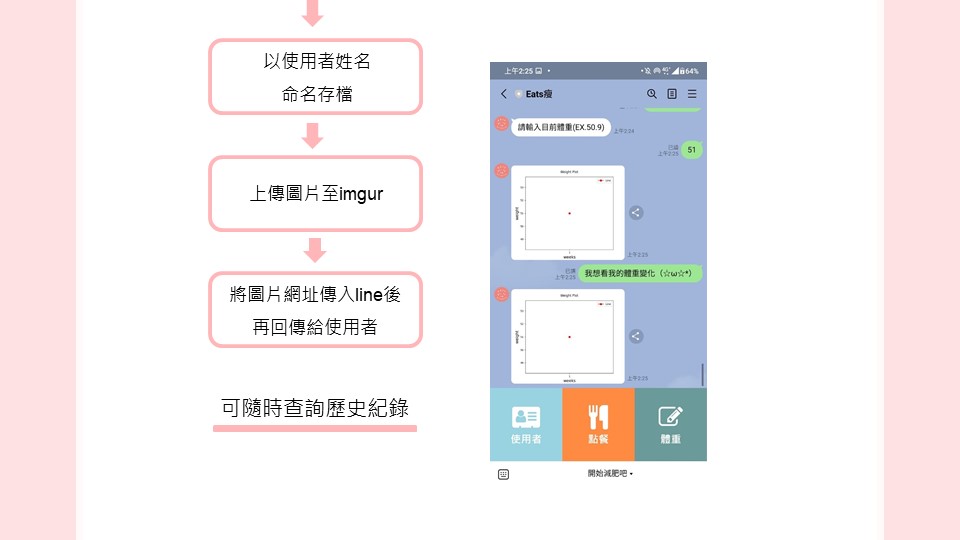 以使用者姓名
命名存檔
上傳圖片至imgur
將圖片網址傳入line後
再回傳給使用者
可隨時查詢歷史紀錄
上午2:25
64%
Eats瘦
請輸入目前體重(EX.50.9)
上午2:24
已讀
上午2:25
51
Weight Plot
weight
weeks
上午2:25
已讀
上午2:25
我想看我的體重變化（☆ω☆*）
Weight Plot
weight
weeks
上午2:25
使用者
點餐
體重
開始減肥吧